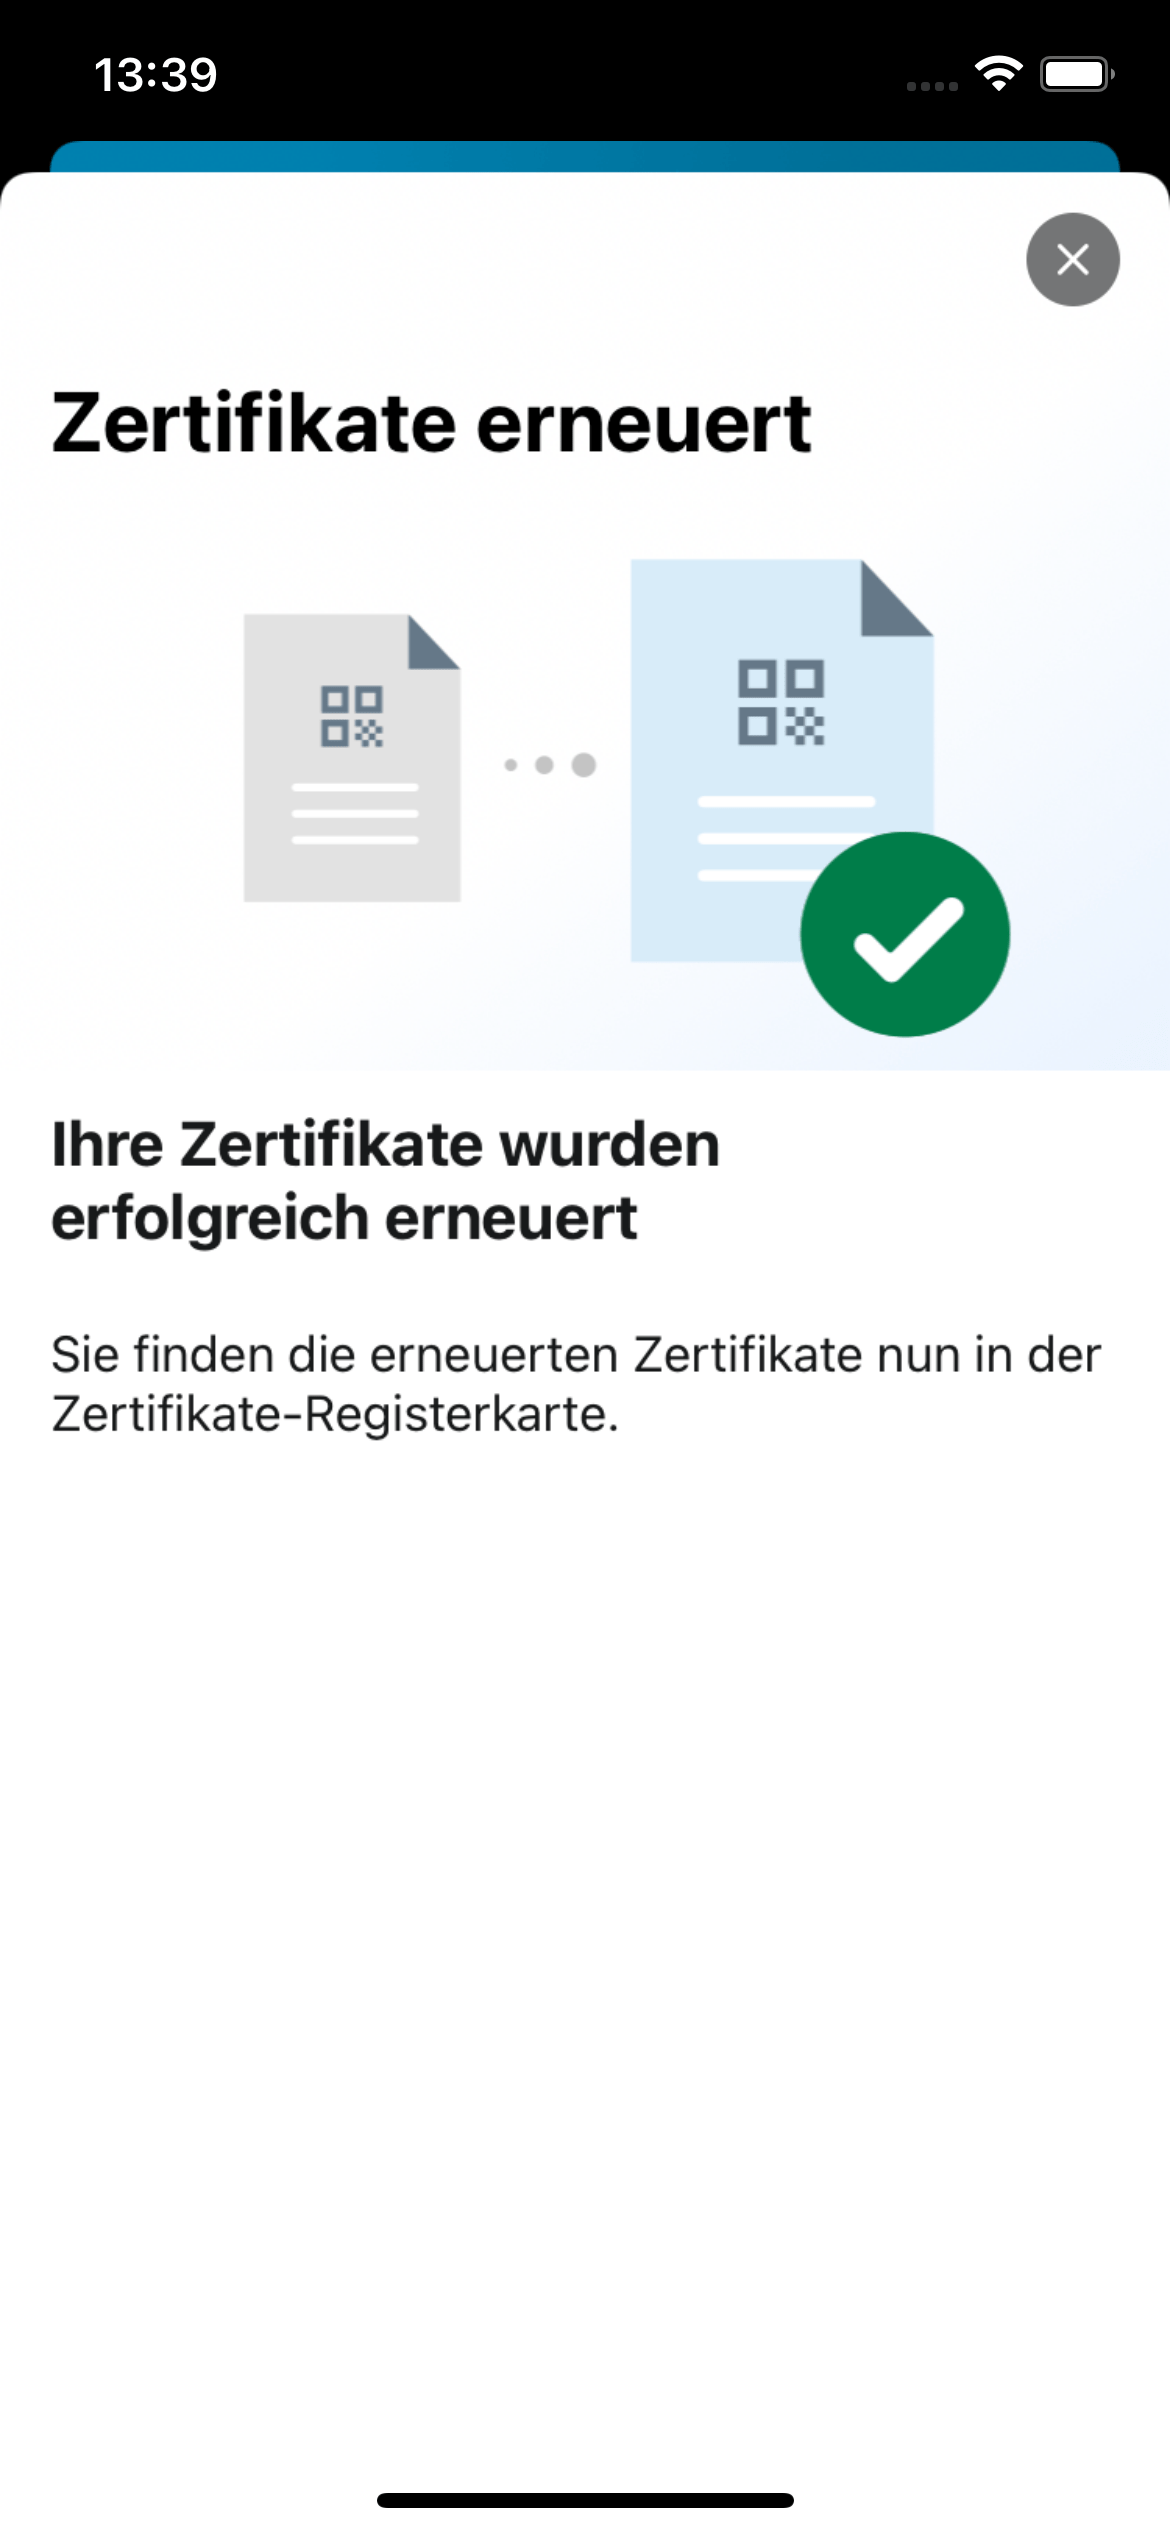 13:39
Zertifikate erneuert
Ihre Zertifikate wurden
erfolgreich erneuert
Sie finden die erneuerten Zertifikate nun in der
Zertifikate-Registerkarte.